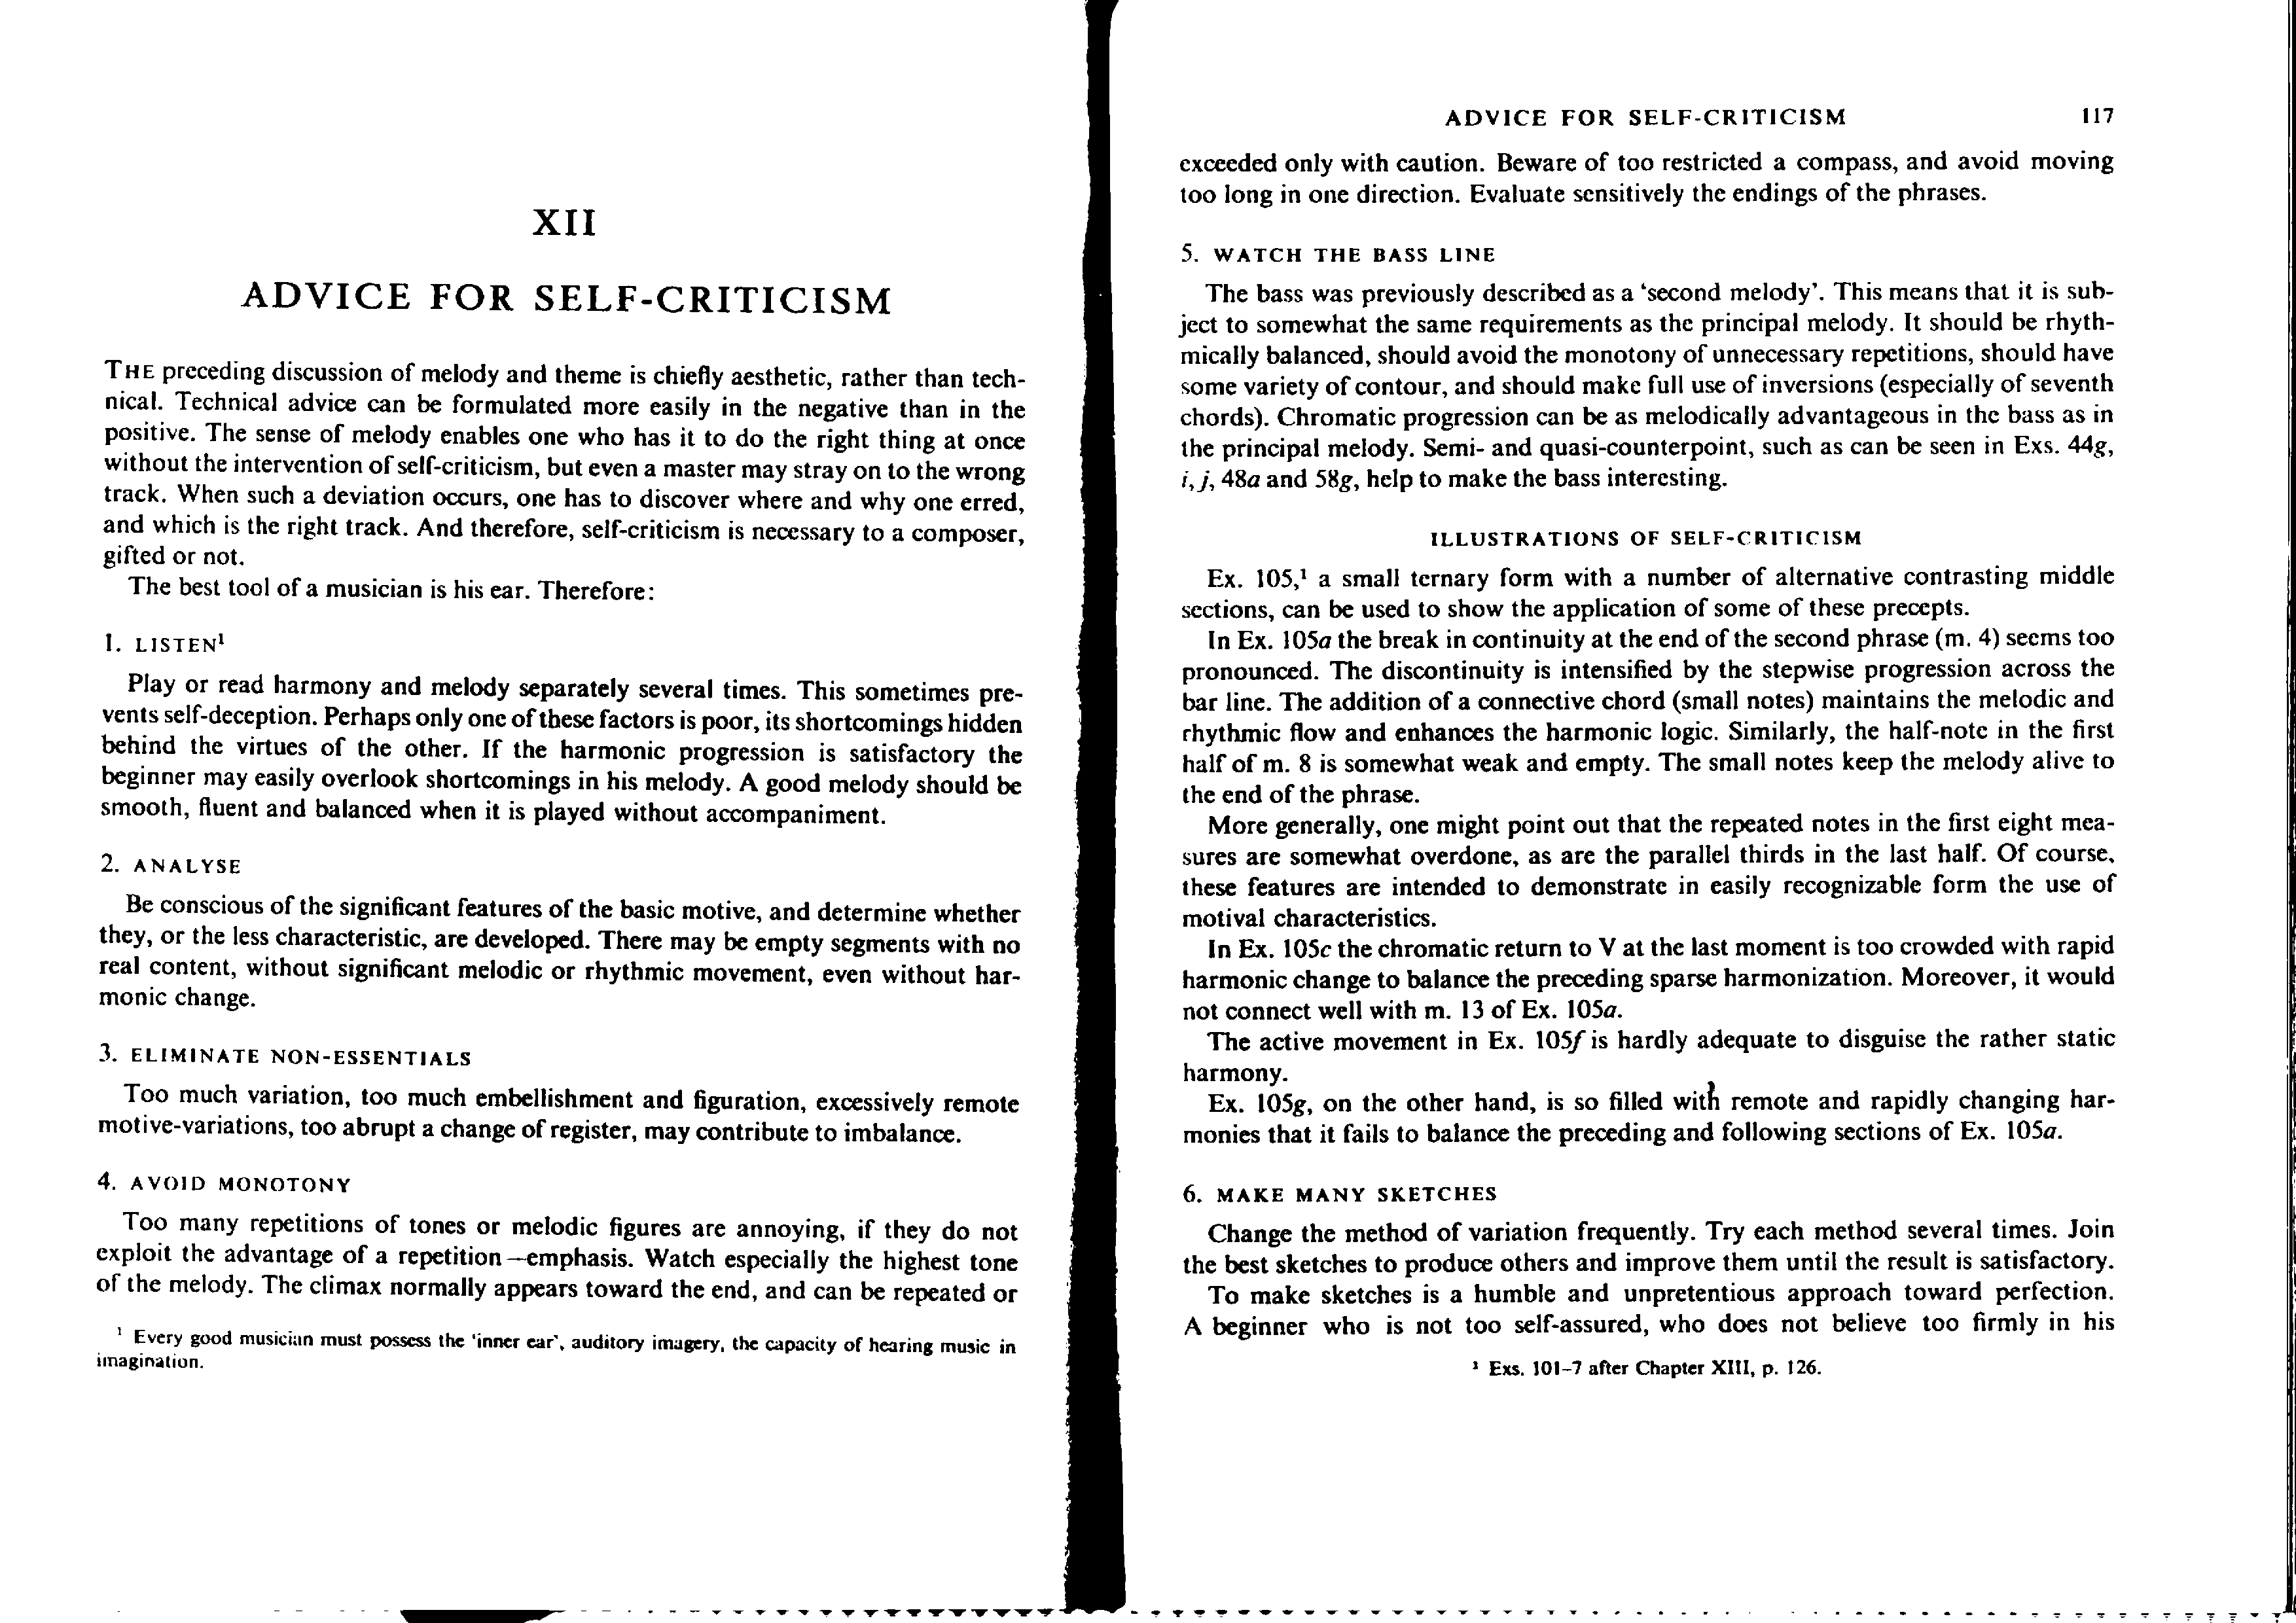 XII
ADVICE FOR SELF-CRITICISM
THE preceding discussion of melody and theme is chiefly aesthetic, rather than tech-
nical. Technical advice can be formulated more easily in the negative than in the
positive. The sense of melody enables one who has it to do the right thing at once
without the intervention of self-criticism, but even a master may stray on to the wrong
track. When such a deviation occurs, one has to discover where and why one erred,
and which is the right track. And therefore, self-criticism is necessary to a composer,
gifted or not.
The best tool of a musician is his ear. Therefore:
1. LISTEN¹
Play or read harmony and melody separately several times. This sometimes pre-
vents self-deception. Perhaps only one of these factors is poor, its shortcomings hidden
behind the virtues of the other. If the harmonic progression is satisfactory the
beginner may easily overlook shortcomings in his melody. A good melody should be
smooth, fluent and balanced when it is played without accompaniment.
2. ANALYSE
Be conscious of the significant features of the basic motive, and determine whether
they, or the less characteristic, are developed. There may be empty segments with no
real content, without significant melodic or rhythmic movement, even without har-
monic change.
3. ELIMINATE NON-ESSENTIALS
Too much variation, too much embellishment and figuration, excessively remote
motive-variations, too abrupt a change of register, may contribute to imbalance.
4. AVOID MONOTONY
Too many repetitions of tones or melodic figures are annoying, if they do not
exploit the advantage of a repetition—emphasis. Watch especially the highest tone
of the melody. The climax normally appears toward the end, and can be repeated or
¹ Every good musician must possess the 'inner ear', auditory imagery, the capacity of hearing music in
imagination.
ADVICE FOR SELF-CRITICISM 117
exceeded only with caution. Beware of too restricted a compass, and avoid moving
too long in one direction. Evaluate sensitively the endings of the phrases.
5. WATCH THE BASS LINE
The bass was previously described as a 'second melody'. This means that it is sub-
ject to somewhat the same requirements as the principal melody. It should be rhyth-
mically balanced, should avoid the monotony of unnecessary repetitions, should have
some variety of contour, and should make full use of inversions (especially of seventh
chords). Chromatic progression can be as melodically advantageous in the bass as in
the principal melody. Semi- and quasi-counterpoint, such as can be seen in Exs. 44g,
i, j, 48a and 58g, help to make the bass interesting.
ILLUSTRATIONS OF SELF-CRITICISM
Ex. 105,¹ a small ternary form with a number of alternative contrasting middle
sections, can be used to show the application of some of these precepts.
In Ex. 105a the break in continuity at the end of the second phrase (m. 4) seems too
pronounced. The discontinuity is intensified by the stepwise progression across the
bar line. The addition of a connective chord (small notes) maintains the melodic and
rhythmic flow and enhances the harmonic logic. Similarly, the half-note in the first
half of m. 8 is somewhat weak and empty. The small notes keep the melody alive to
the end of the phrase.
More generally, one might point out that the repeated notes in the first eight mea-
sures are somewhat overdone, as are the parallel thirds in the last half. Of course,
these features are intended to demonstrate in easily recognizable form the use of
motival characteristics.
In Ex. 105c the chromatic return to V at the last moment is too crowded with rapid
harmonic change to balance the preceding sparse harmonization. Moreover, it would
not connect well with m. 13 of Ex. 105a.
The active movement in Ex. 105f is hardly adequate to disguise the rather static
harmony.
Ex. 105g, on the other hand, is so filled with remote and rapidly changing har-
monies that it fails to balance the preceding and following sections of Ex. 105a.
6. MAKE MANY SKETCHES
Change the method of variation frequently. Try each method several times. Join
the best sketches to produce others and improve them until the result is satisfactory.
To make sketches is a humble and unpretentious approach toward perfection.
A beginner who is not too self-assured, who does not believe too firmly in his
¹ Exs. 101-7 after Chapter XIII, p. 126.